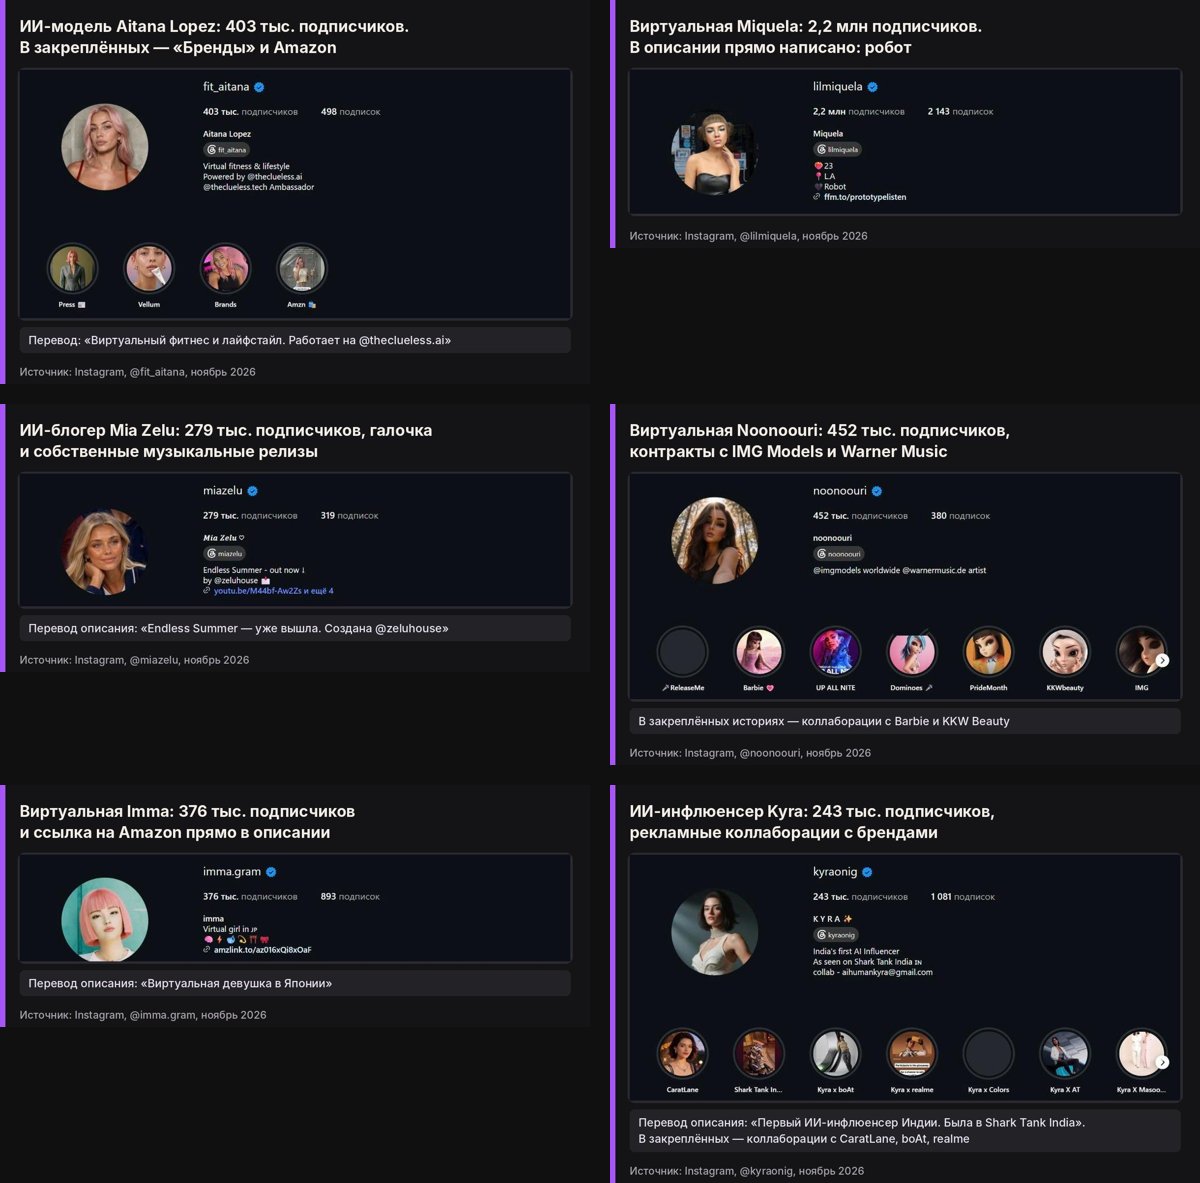 ИИ-модель Aitana Lopez: 403 тыс. подписчиков.
В закреплённых — «Бренды» и Amazon
fit_aitana
403 тыс. подписчиков 498 подписок
Aitana Lopez
fit_aitana
Virtual fitness & lifestyle
Powered by @theclueless.ai
@theclueless.tech Ambassador
Press Vellum Brands Amzn
Перевод: «Виртуальный фитнес и лайфстайл. Работает на @theclueless.ai»
Источник: Instagram, @fit_aitana, ноябрь 2026
Виртуальная Miquela: 2,2 млн подписчиков.
В описании прямо написано: робот
lilmiquela
2,2 млн подписчиков 2 143 подписок
Miquela
lilmiquela
23
LA
Robot
ffm.to/prototypelisten
Источник: Instagram, @lilmiquela, ноябрь 2026
ИИ-блогер Mia Zelu: 279 тыс. подписчиков, галочка
и собственные музыкальные релизы
miazelu
279 тыс. подписчиков 319 подписок
Mia Zelu ♡
miazelu
Endless Summer - out now ↓
by @zeluhouse
youtu.be/M44bf-Aw2Zs и ещё 4
Перевод описания: «Endless Summer — уже вышла. Создана @zeluhouse»
Источник: Instagram, @miazelu, ноябрь 2026
Виртуальная Noonoouri: 452 тыс. подписчиков,
контракты с IMG Models и Warner Music
noonoouri
452 тыс. подписчиков 380 подписок
noonoouri
noonoouri
@imgmodels worldwide @warnermusic.de artist
ReleaseMe Barbie UP ALL NITE Dominoes PrideMonth KKWbeauty IMG
В закреплённых историях — коллаборации с Barbie и KKW Beauty
Источник: Instagram, @noonoouri, ноябрь 2026
Виртуальная Imma: 376 тыс. подписчиков
и ссылка на Amazon прямо в описании
imma.gram
376 тыс. подписчиков 893 подписок
imma
Virtual girl in JP
amzlink.to/az016xQi8xOaF
Перевод описания: «Виртуальная девушка в Японии»
Источник: Instagram, @imma.gram, ноябрь 2026
ИИ-инфлюенсер Kyra: 243 тыс. подписчиков,
рекламные коллаборации с брендами
kyraonig
243 тыс. подписчиков 1 081 подписок
K Y R A ✨
kyraonig
India's first AI Influencer
As seen on Shark Tank India IN
collab - aihumankyra@gmail.com
CaratLane Shark Tank In... Kyra x boAt Kyra x realme Kyra x Colors Kyra X AT Kyra X Masoo...
Перевод описания: «Первый ИИ-инфлюенсер Индии. Была в Shark Tank India».
В закреплённых — коллаборации с CaratLane, boAt, realme
Источник: Instagram, @kyraonig, ноябрь 2026